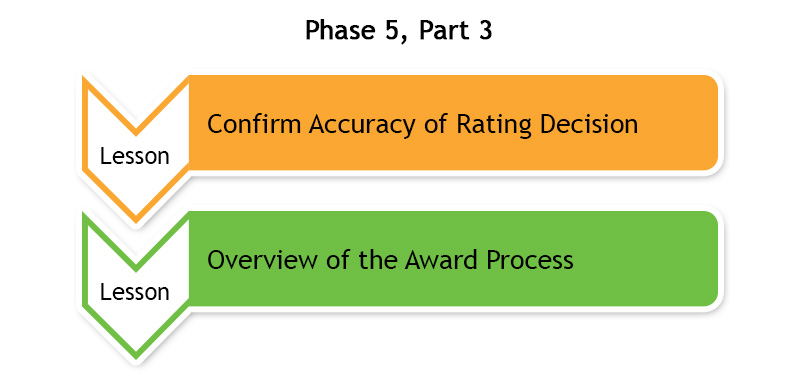 Phase 5, Part 3
Lesson
Confirm Accuracy of Rating Decision
Lesson
Overview of the Award Process